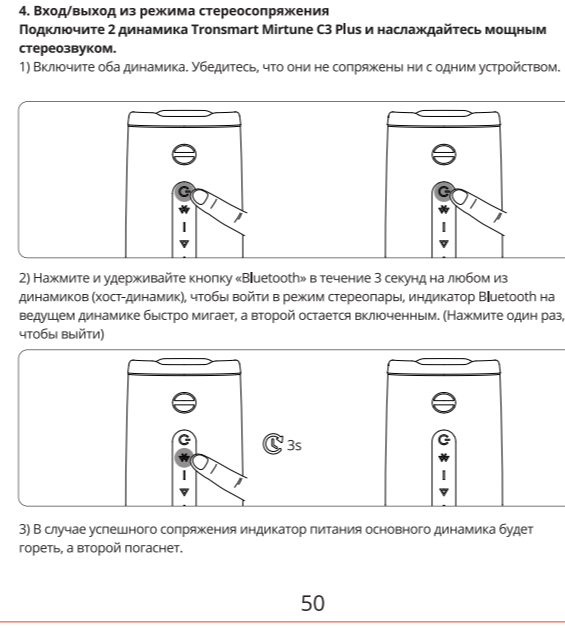 4. Вход/выход из режима стереосопряжения
Подключите 2 динамика Tronsmart Mirtune C3 Plus и наслаждайтесь мощным
стереозвуком.
1) Включите оба динамика. Убедитесь, что они не сопряжены ни с одним устройством.
2) Нажмите и удерживайте кнопку «Bluetooth» в течение 3 секунд на любом из
динамиков (хост-динамик), чтобы войти в режим стереопары, индикатор Bluetooth на
ведущем динамике быстро мигает, а второй остается включенным. (Нажмите один раз,
чтобы выйти)
3s
3) В случае успешного сопряжения индикатор питания основного динамика будет
гореть, а второй погаснет.
50